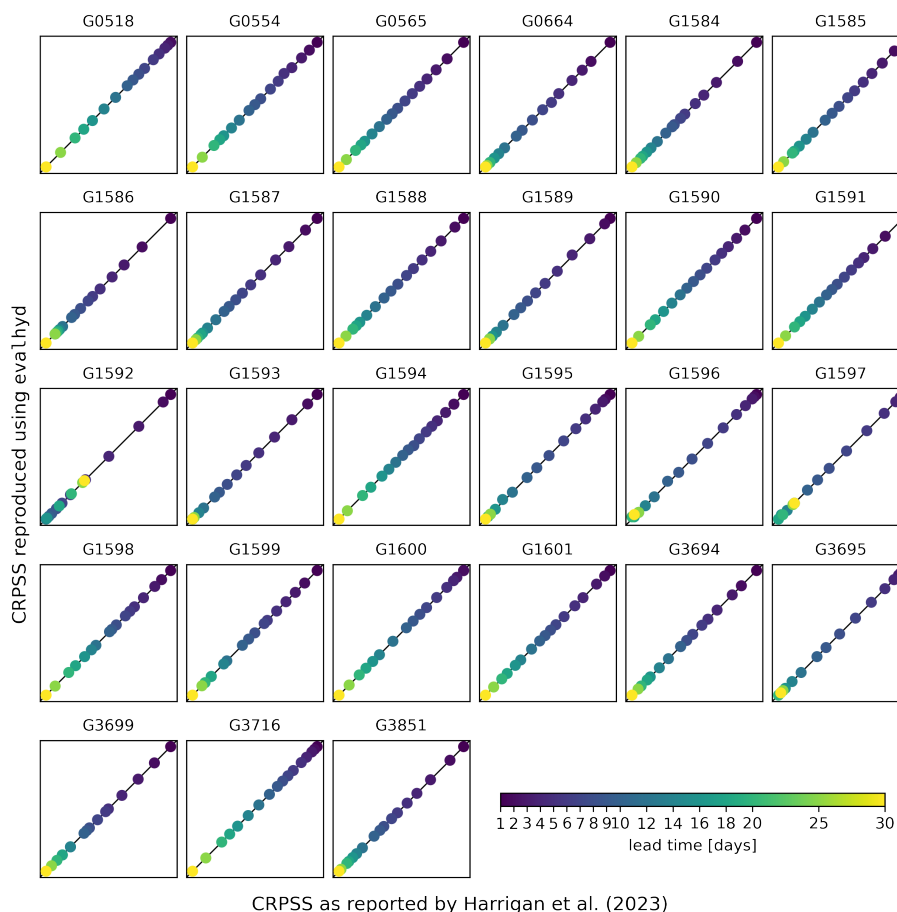 G0518 G0554 G0565 G0664 G1584 G1585
G1586 G1587 G1588 G1589 G1590 G1591
CRPSS reproduced using evalhyd
G1592 G1593 G1594 G1595 G1596 G1597
G1598 G1599 G1600 G1601 G3694 G3695
G3699 G3716 G3851
1 2 3 4 5 6 7 8 9 10 12 14 16 18 20 25 30
lead time [days]
CRPSS as reported by Harrigan et al. (2023)